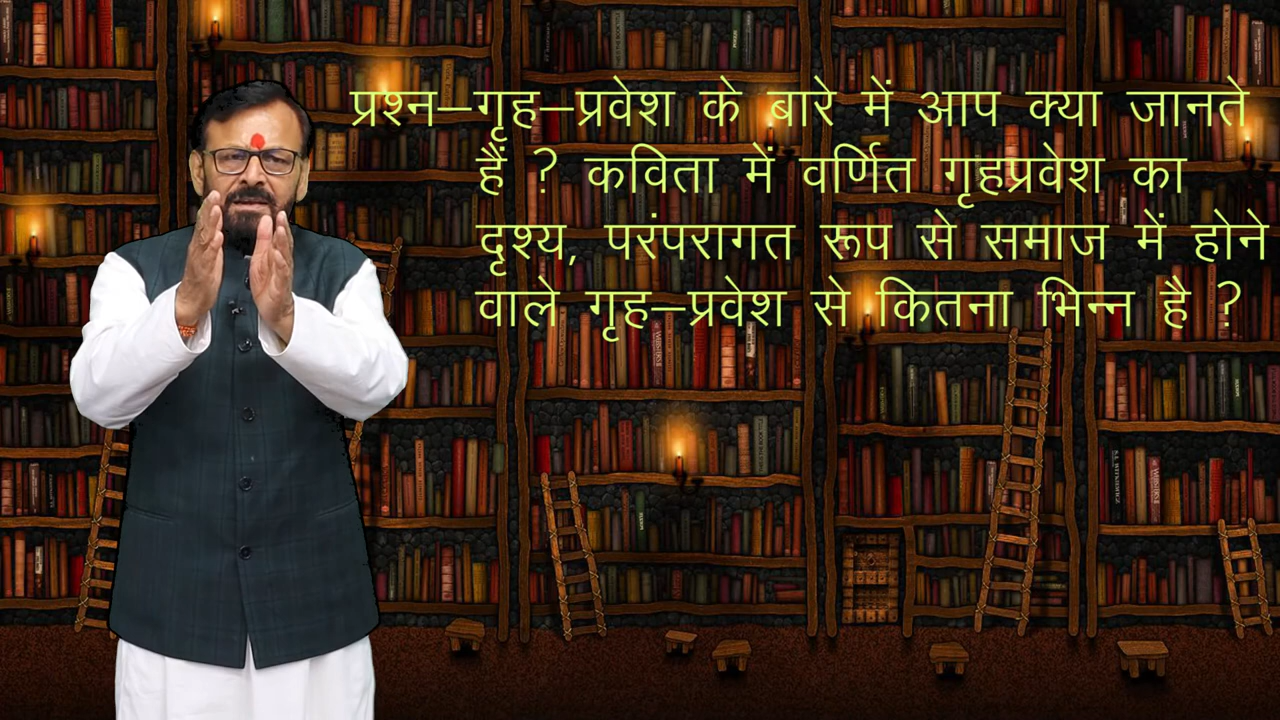 प्रश्न–गृह–प्रवेश के बारे में आप क्या जानते
हैं ? कविता में वर्णित गृहप्रवेश का
दृश्य, परंपरागत रूप से समाज में होने
वाले गृह–प्रवेश से कितना भिन्न है ?